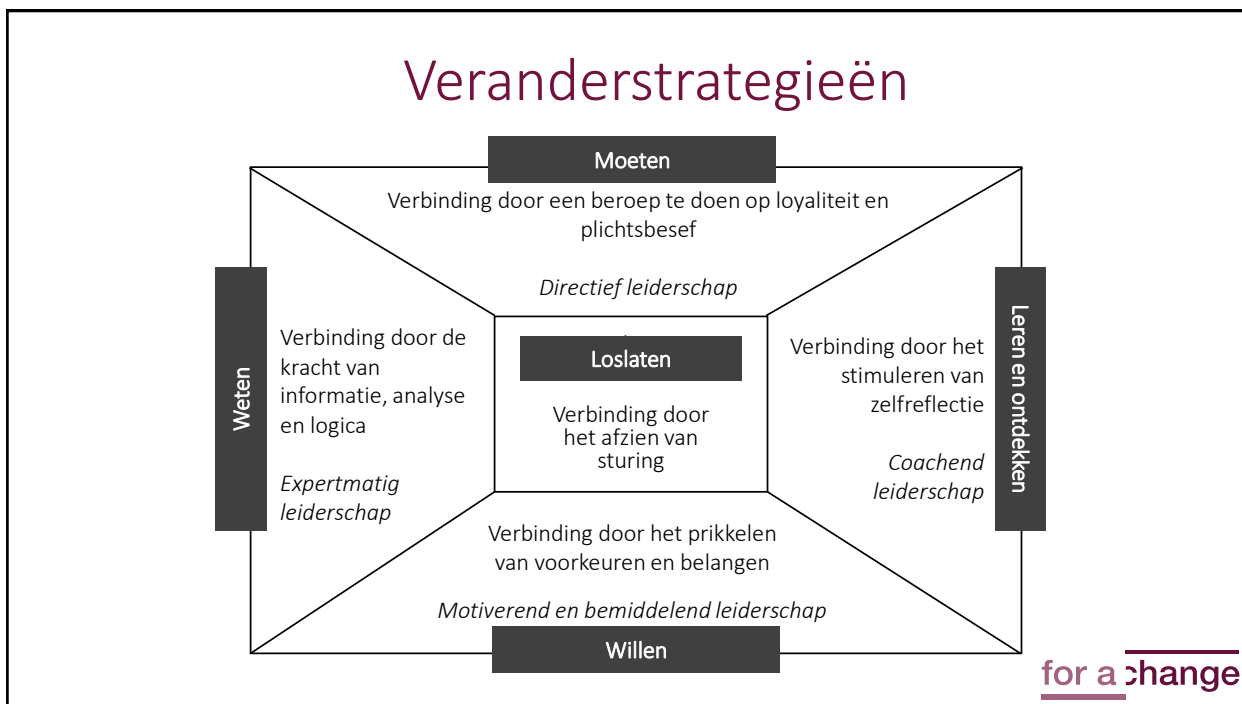 Veranderstrategieën
Moeten
Verbinding door een beroep te doen op loyaliteit en
plichtsbesef
Directief leiderschap
Weten
Verbinding door de
kracht van
informatie, analyse
en logica
Expertmatig
leiderschap
Loslaten
Verbinding door
het afzien van
sturing
Leren en ontdekken
Verbinding door het
stimuleren van
zelfreflectie
Coachend
leiderschap
Verbinding door het prikkelen
van voorkeuren en belangen
Motiverend en bemiddelend leiderschap
Willen
for a change